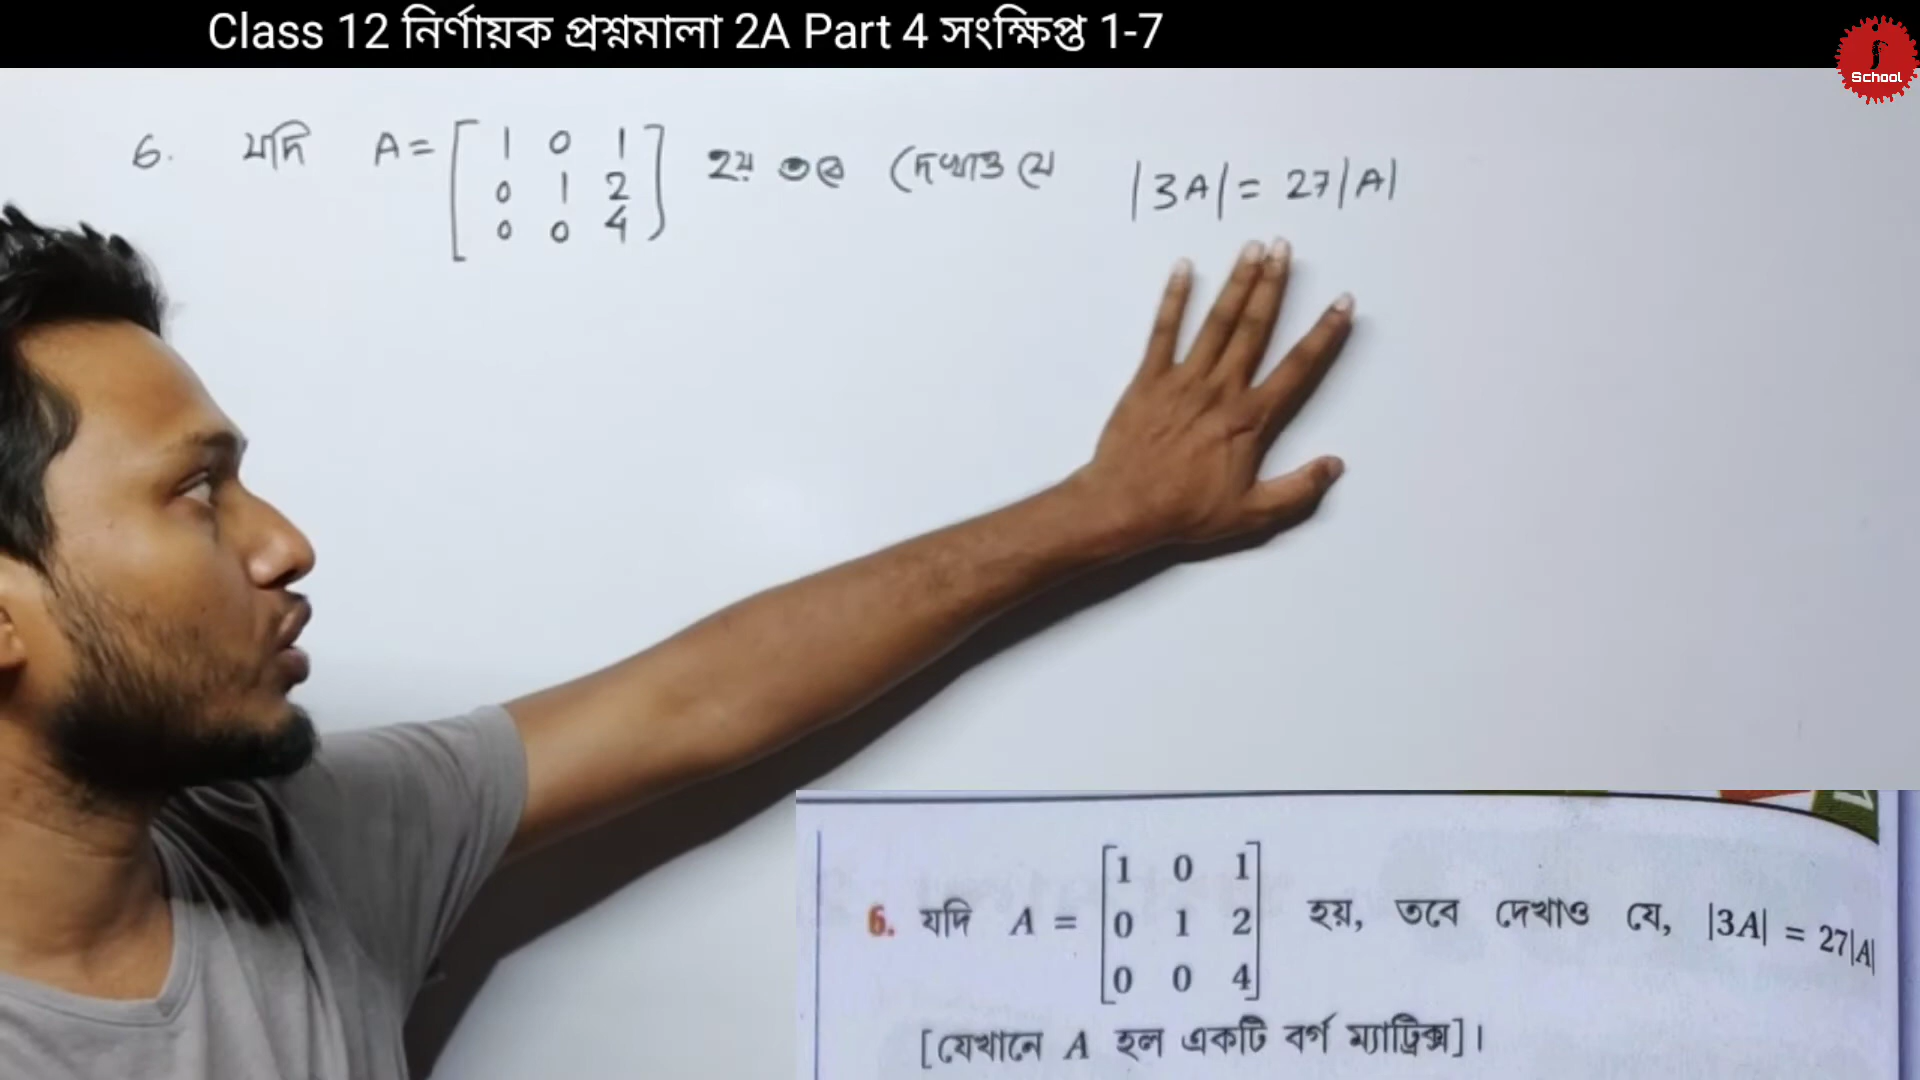 Class 12 নির্ণায়ক প্রশ্নমালা 2A Part 4 সংক্ষিপ্ত 1-7
School
6. যদি A = [ 1 0 1 হয় তবে দেখাও যে |3A| = 27|A|
0 1 2
0 0 4 ]
[1 0 1]
6. যদি A = [0 1 2] হয়, তবে দেখাও যে, |3A| = 27|A|
[0 0 4]
[যেখানে A হল একটি বর্গ ম্যাট্রিক্স]।